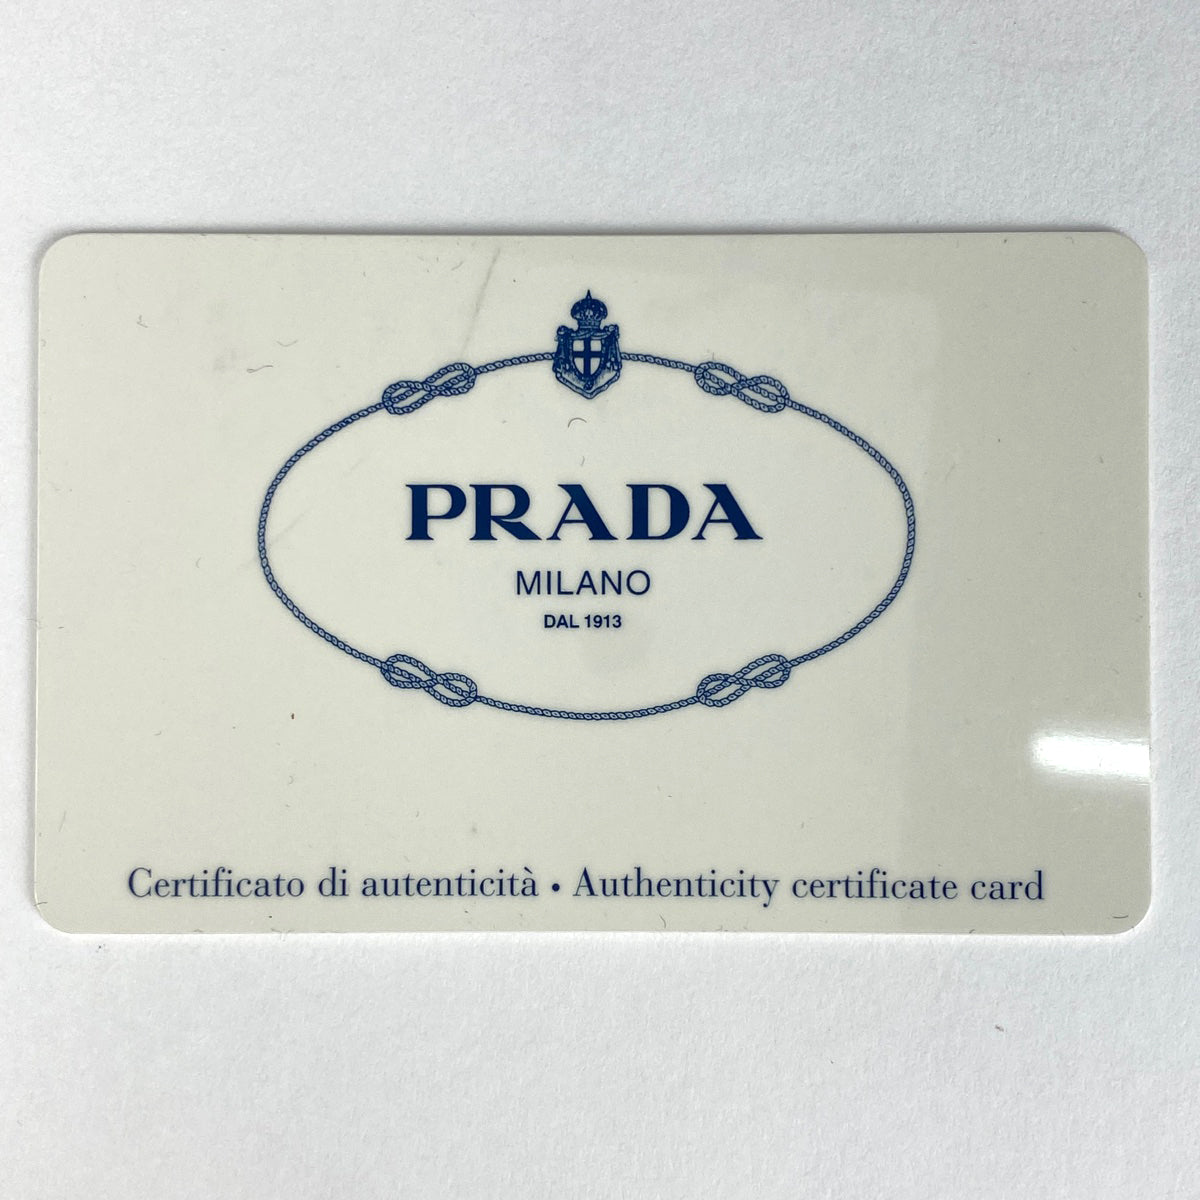 PRADA
MILANO
DAL 1913
Certificato di autenticità • Authenticity certificate card